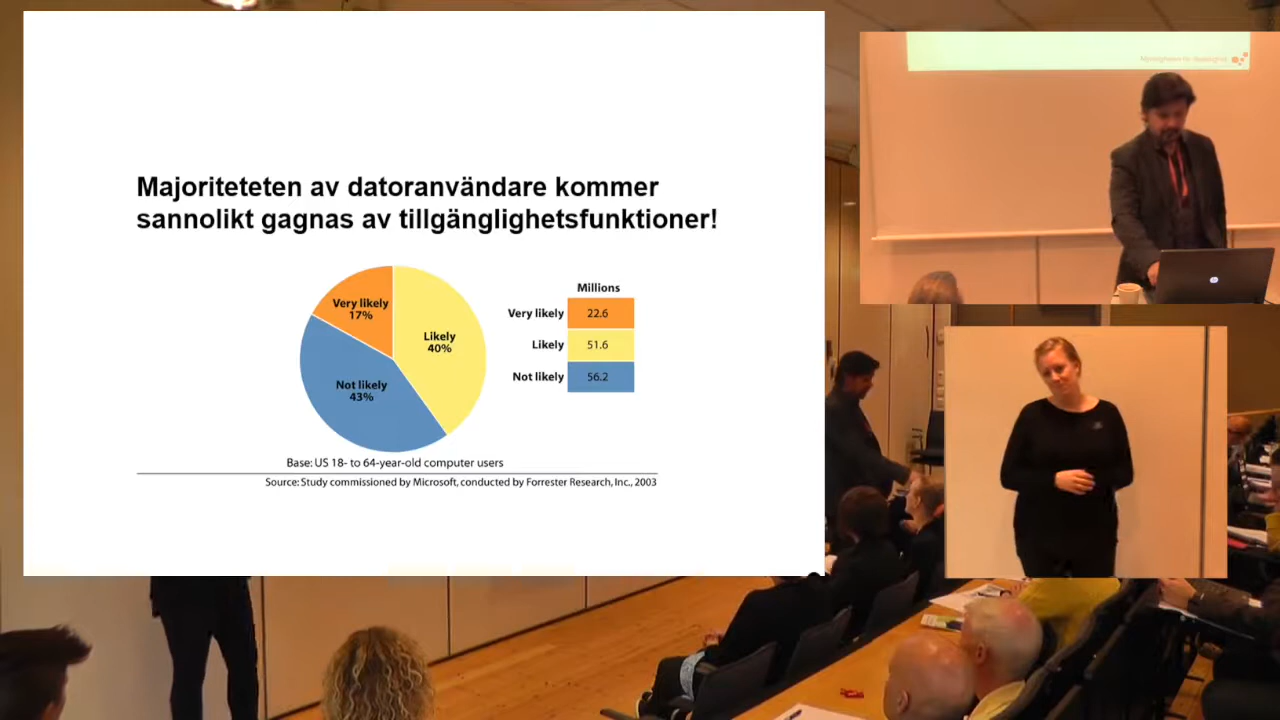 Majoriteteten av datoranvändare kommer
sannolikt gagnas av tillgänglighetsfunktioner!
Very likely
17%
Likely
40%
Not likely
43%
Millions
Very likely 22.6
Likely 51.6
Not likely 56.2
Base: US 18- to 64-year-old computer users
Source: Study commissioned by Microsoft, conducted by Forrester Research, Inc., 2003